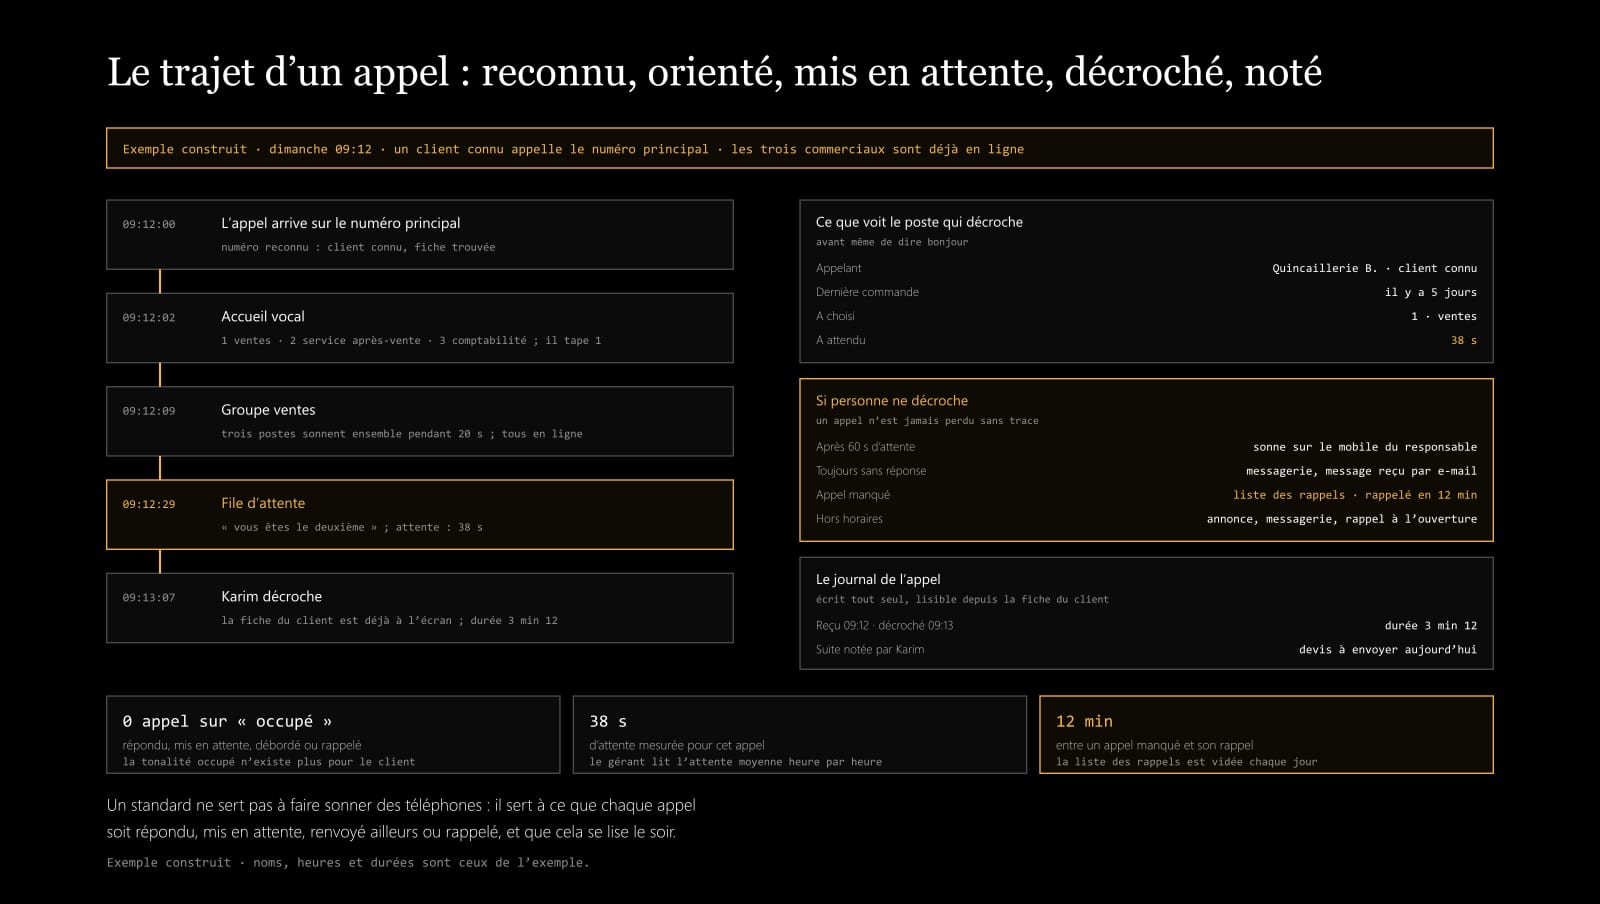 Le trajet d’un appel : reconnu, orienté, mis en attente, décroché, noté
Exemple construit · dimanche 09:12 · un client connu appelle le numéro principal · les trois commerciaux sont déjà en ligne
09:12:00 L’appel arrive sur le numéro principal
numéro reconnu : client connu, fiche trouvée
09:12:02 Accueil vocal
1 ventes · 2 service après-vente · 3 comptabilité ; il tape 1
09:12:09 Groupe ventes
trois postes sonnent ensemble pendant 20 s ; tous en ligne
09:12:29 File d’attente
« vous êtes le deuxième » ; attente : 38 s
09:13:07 Karim décroche
la fiche du client est déjà à l’écran ; durée 3 min 12
Ce que voit le poste qui décroche
avant même de dire bonjour
Appelant Quincaillerie B. · client connu
Dernière commande il y a 5 jours
A choisi 1 · ventes
A attendu 38 s
Si personne ne décroche
un appel n’est jamais perdu sans trace
Après 60 s d’attente sonne sur le mobile du responsable
Toujours sans réponse messagerie, message reçu par e-mail
Appel manqué liste des rappels · rappelé en 12 min
Hors horaires annonce, messagerie, rappel à l’ouverture
Le journal de l’appel
écrit tout seul, lisible depuis la fiche du client
Reçu 09:12 · décroché 09:13 durée 3 min 12
Suite notée par Karim devis à envoyer aujourd’hui
0 appel sur « occupé »
répondu, mis en attente, débordé ou rappelé
la tonalité occupé n’existe plus pour le client
38 s
d’attente mesurée pour cet appel
le gérant lit l’attente moyenne heure par heure
12 min
entre un appel manqué et son rappel
la liste des rappels est vidée chaque jour
Un standard ne sert pas à faire sonner des téléphones : il sert à ce que chaque appel
soit répondu, mis en attente, renvoyé ailleurs ou rappelé, et que cela se lise le soir.
Exemple construit · noms, heures et durées sont ceux de l’exemple.